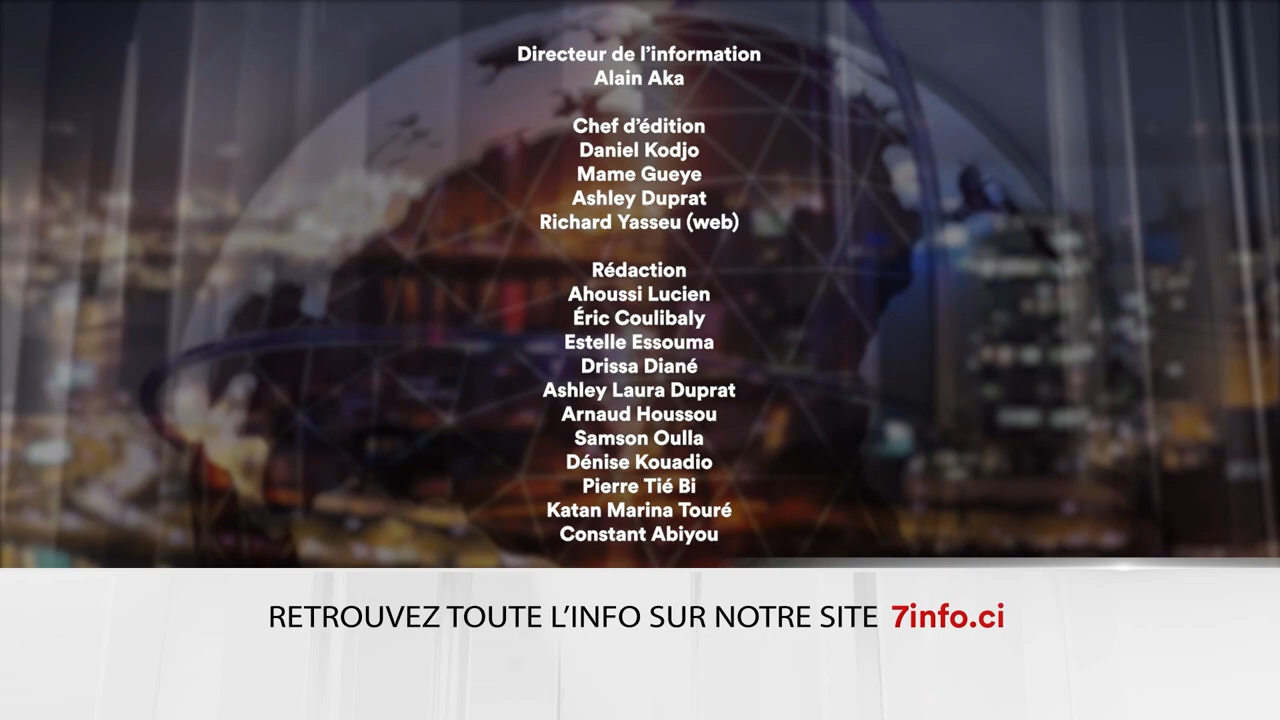 Directeur de l’information
Alain Aka
Chef d’édition
Daniel Kodjo
Mame Gueye
Ashley Duprat
Richard Yasseu (web)
Rédaction
Ahoussi Lucien
Éric Coulibaly
Estelle Essouma
Drissa Diané
Ashley Laura Duprat
Arnaud Houssou
Samson Oulla
Dénise Kouadio
Pierre Tié Bi
Katan Marina Touré
Constant Abiyou
RETROUVEZ TOUTE L’INFO SUR NOTRE SITE 7info.ci